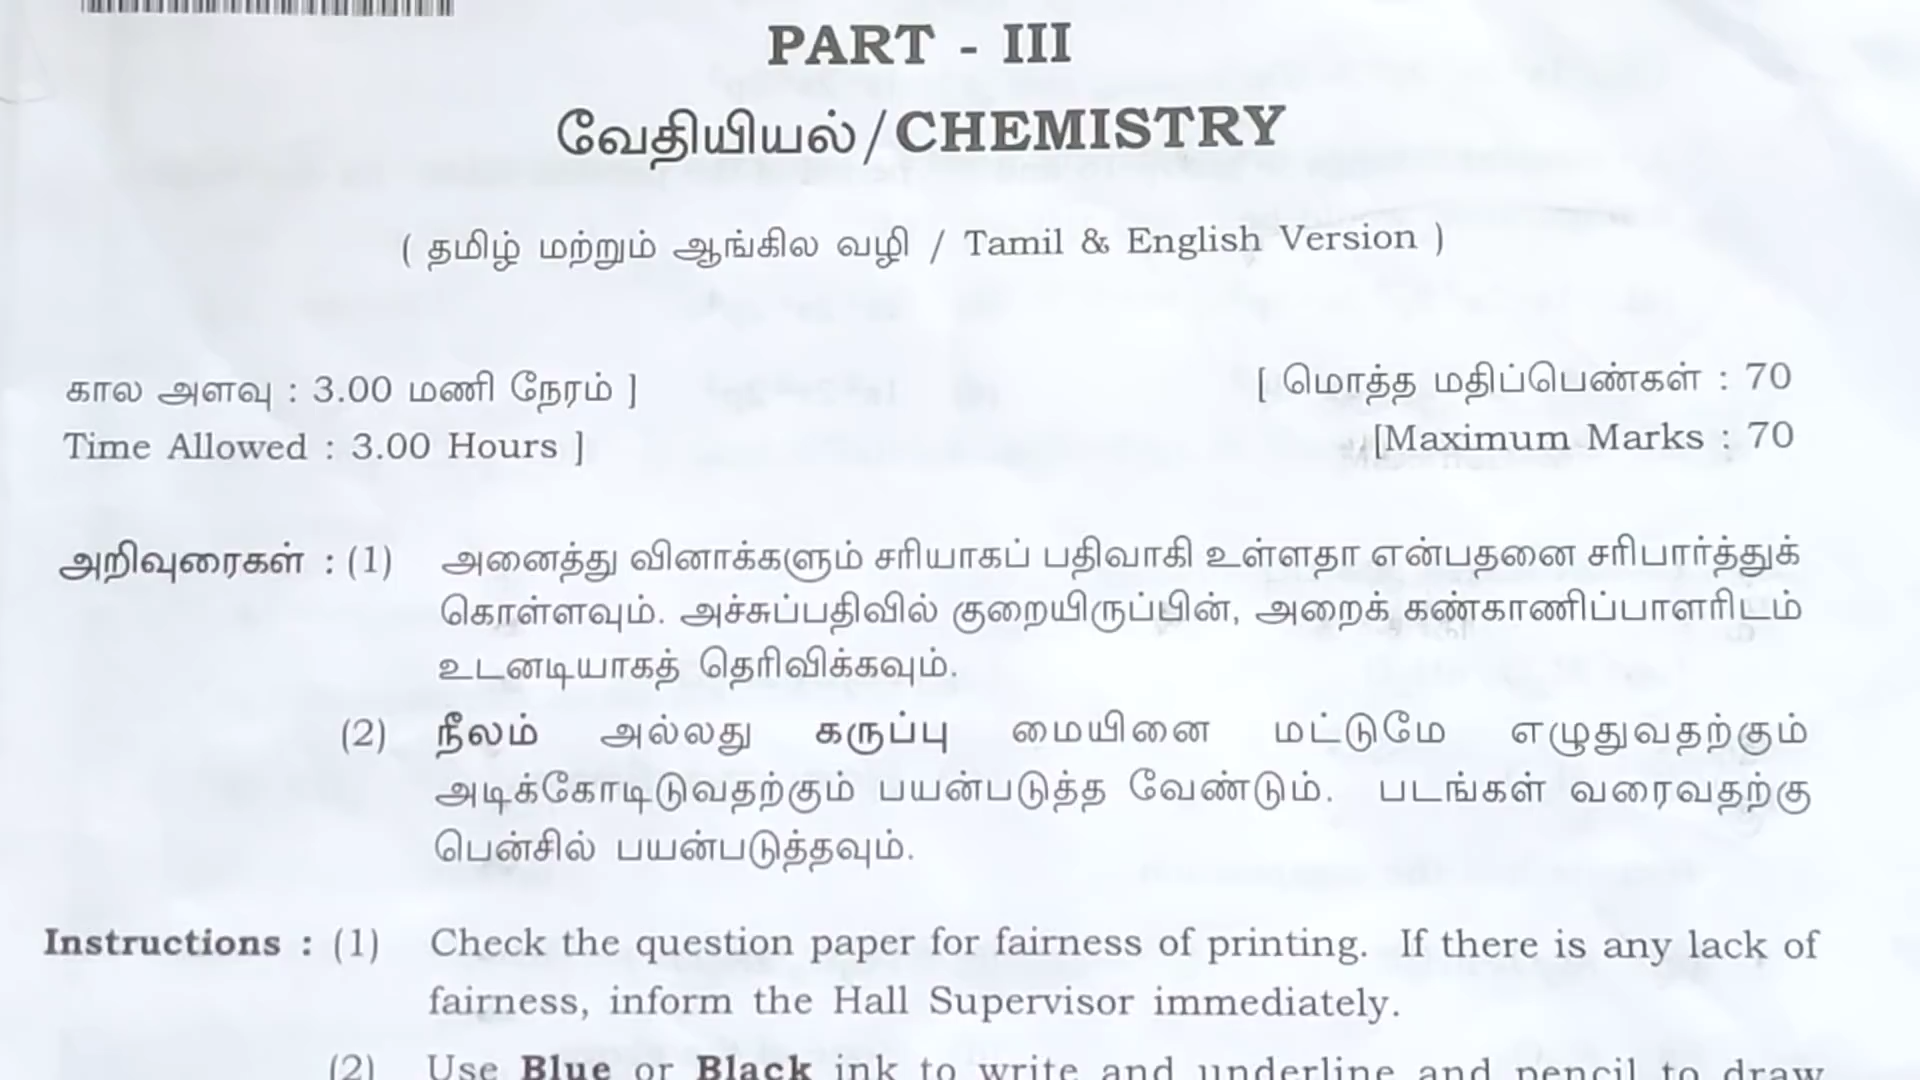 PART - III
வேதியியல் / CHEMISTRY
( தமிழ் மற்றும் ஆங்கில வழி / Tamil & English Version )
கால அளவு : 3.00 மணி நேரம் ] [ மொத்த மதிப்பெண்கள் : 70
Time Allowed : 3.00 Hours ] [Maximum Marks : 70
அறிவுரைகள் : (1) அனைத்து வினாக்களும் சரியாகப் பதிவாகி உள்ளதா என்பதனை சரிபார்த்துக்
கொள்ளவும். அச்சுப்பதிவில் குறையிருப்பின், அறைக் கண்காணிப்பாளரிடம்
உடனடியாகத் தெரிவிக்கவும்.
(2) நீலம் அல்லது கருப்பு மையினை மட்டுமே எழுதுவதற்கும்
அடிக்கோடிடுவதற்கும் பயன்படுத்த வேண்டும். படங்கள் வரைவதற்கு
பென்சில் பயன்படுத்தவும்.
Instructions : (1) Check the question paper for fairness of printing. If there is any lack of
fairness, inform the Hall Supervisor immediately.
(2) Use Blue or Black ink to write and underline and pencil to draw